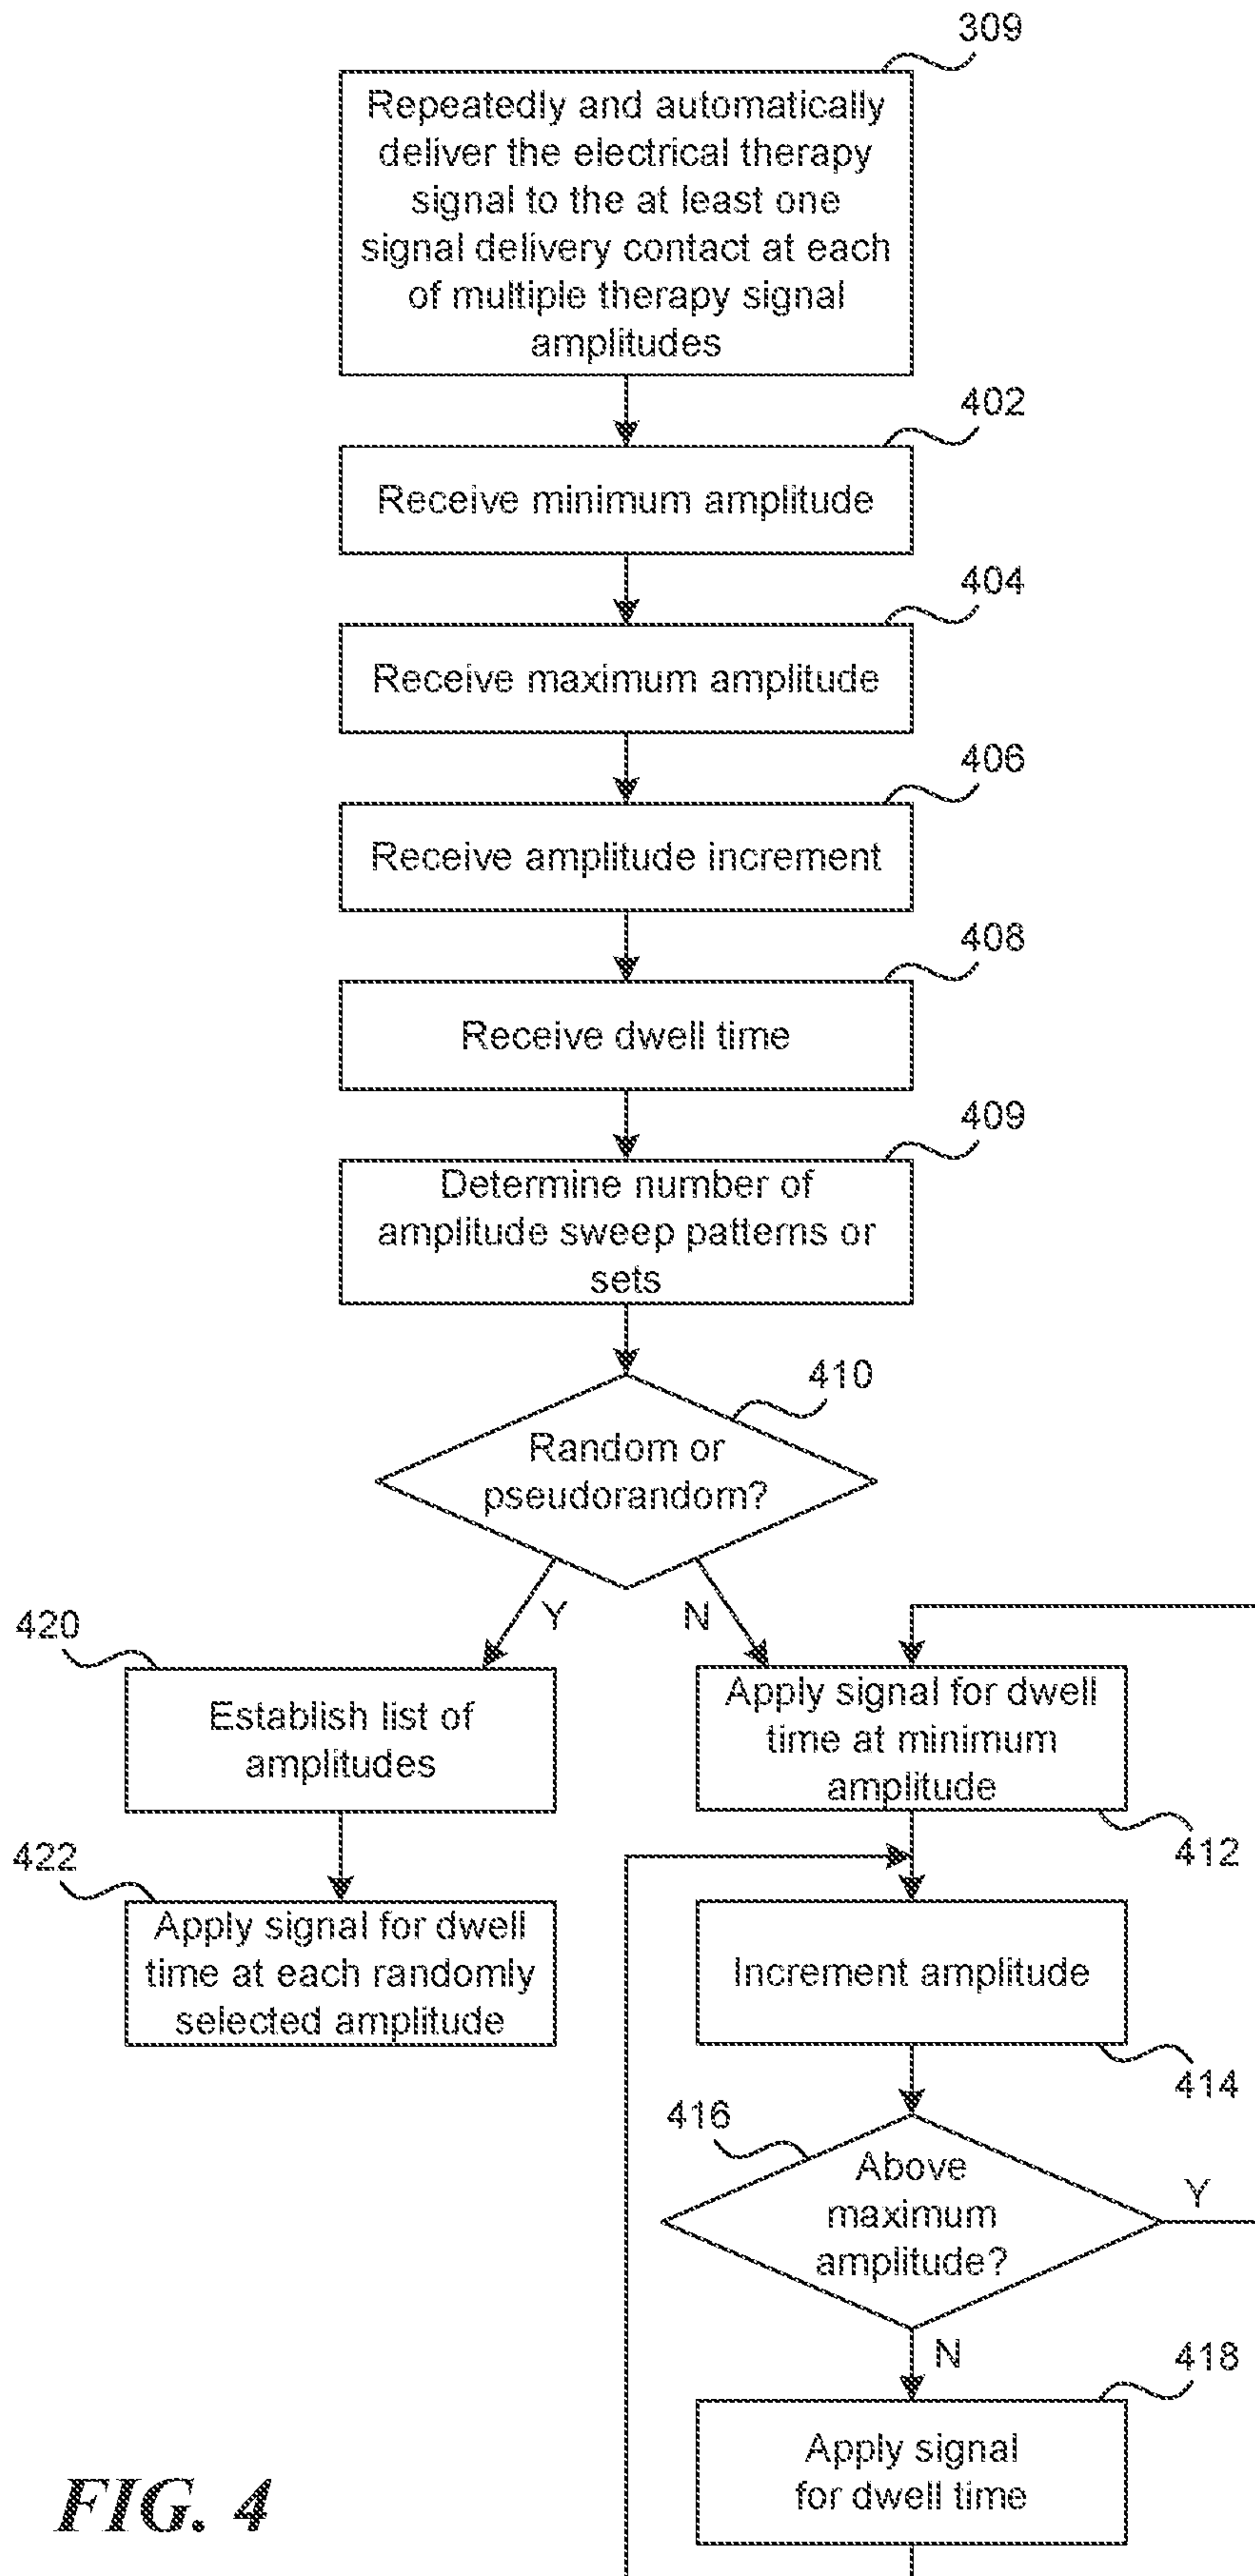 309
Repeatedly and automatically
deliver the electrical therapy
signal to the at least one
signal delivery contact at each
of multiple therapy signal
amplitudes
402
Receive minimum amplitude
404
Receive maximum amplitude
406
Receive amplitude increment
408
Receive dwell time
409
Determine number of
amplitude sweep patterns or
sets
410
Random or
pseudorandom?
Y
N
420
Establish list of
amplitudes
422
Apply signal for dwell
time at each randomly
selected amplitude
Apply signal for dwell
time at minimum
amplitude
412
Increment amplitude
414
416
Above
maximum
amplitude?
Y
N
418
Apply signal
for dwell time
FIG. 4